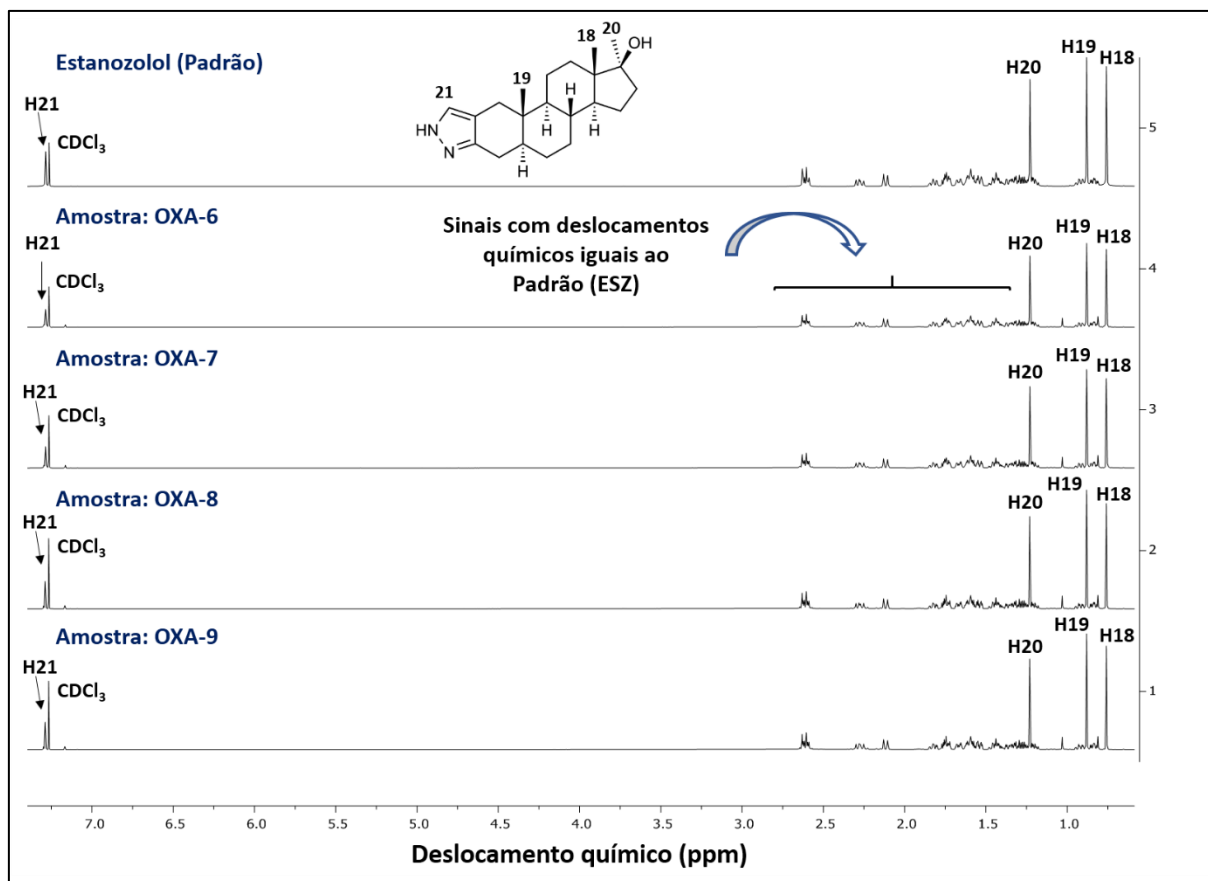 Estanozolol (Padrão)
H21
CDCl₃
18
20
OH
19
21
HN
N
H
H
H
H
H20
H19
H18
5
Amostra: OXA-6
H21
CDCl₃
Sinais com deslocamentos
químicos iguais ao
Padrão (ESZ)
H20
H19
H18
4
Amostra: OXA-7
H21
CDCl₃
H20
H19
H18
3
Amostra: OXA-8
H21
CDCl₃
H20
H19
H18
2
Amostra: OXA-9
H21
CDCl₃
H20
H19
H18
1
7.0 6.5 6.0 5.5 5.0 4.5 4.0 3.5 3.0 2.5 2.0 1.5 1.0
Deslocamento químico (ppm)